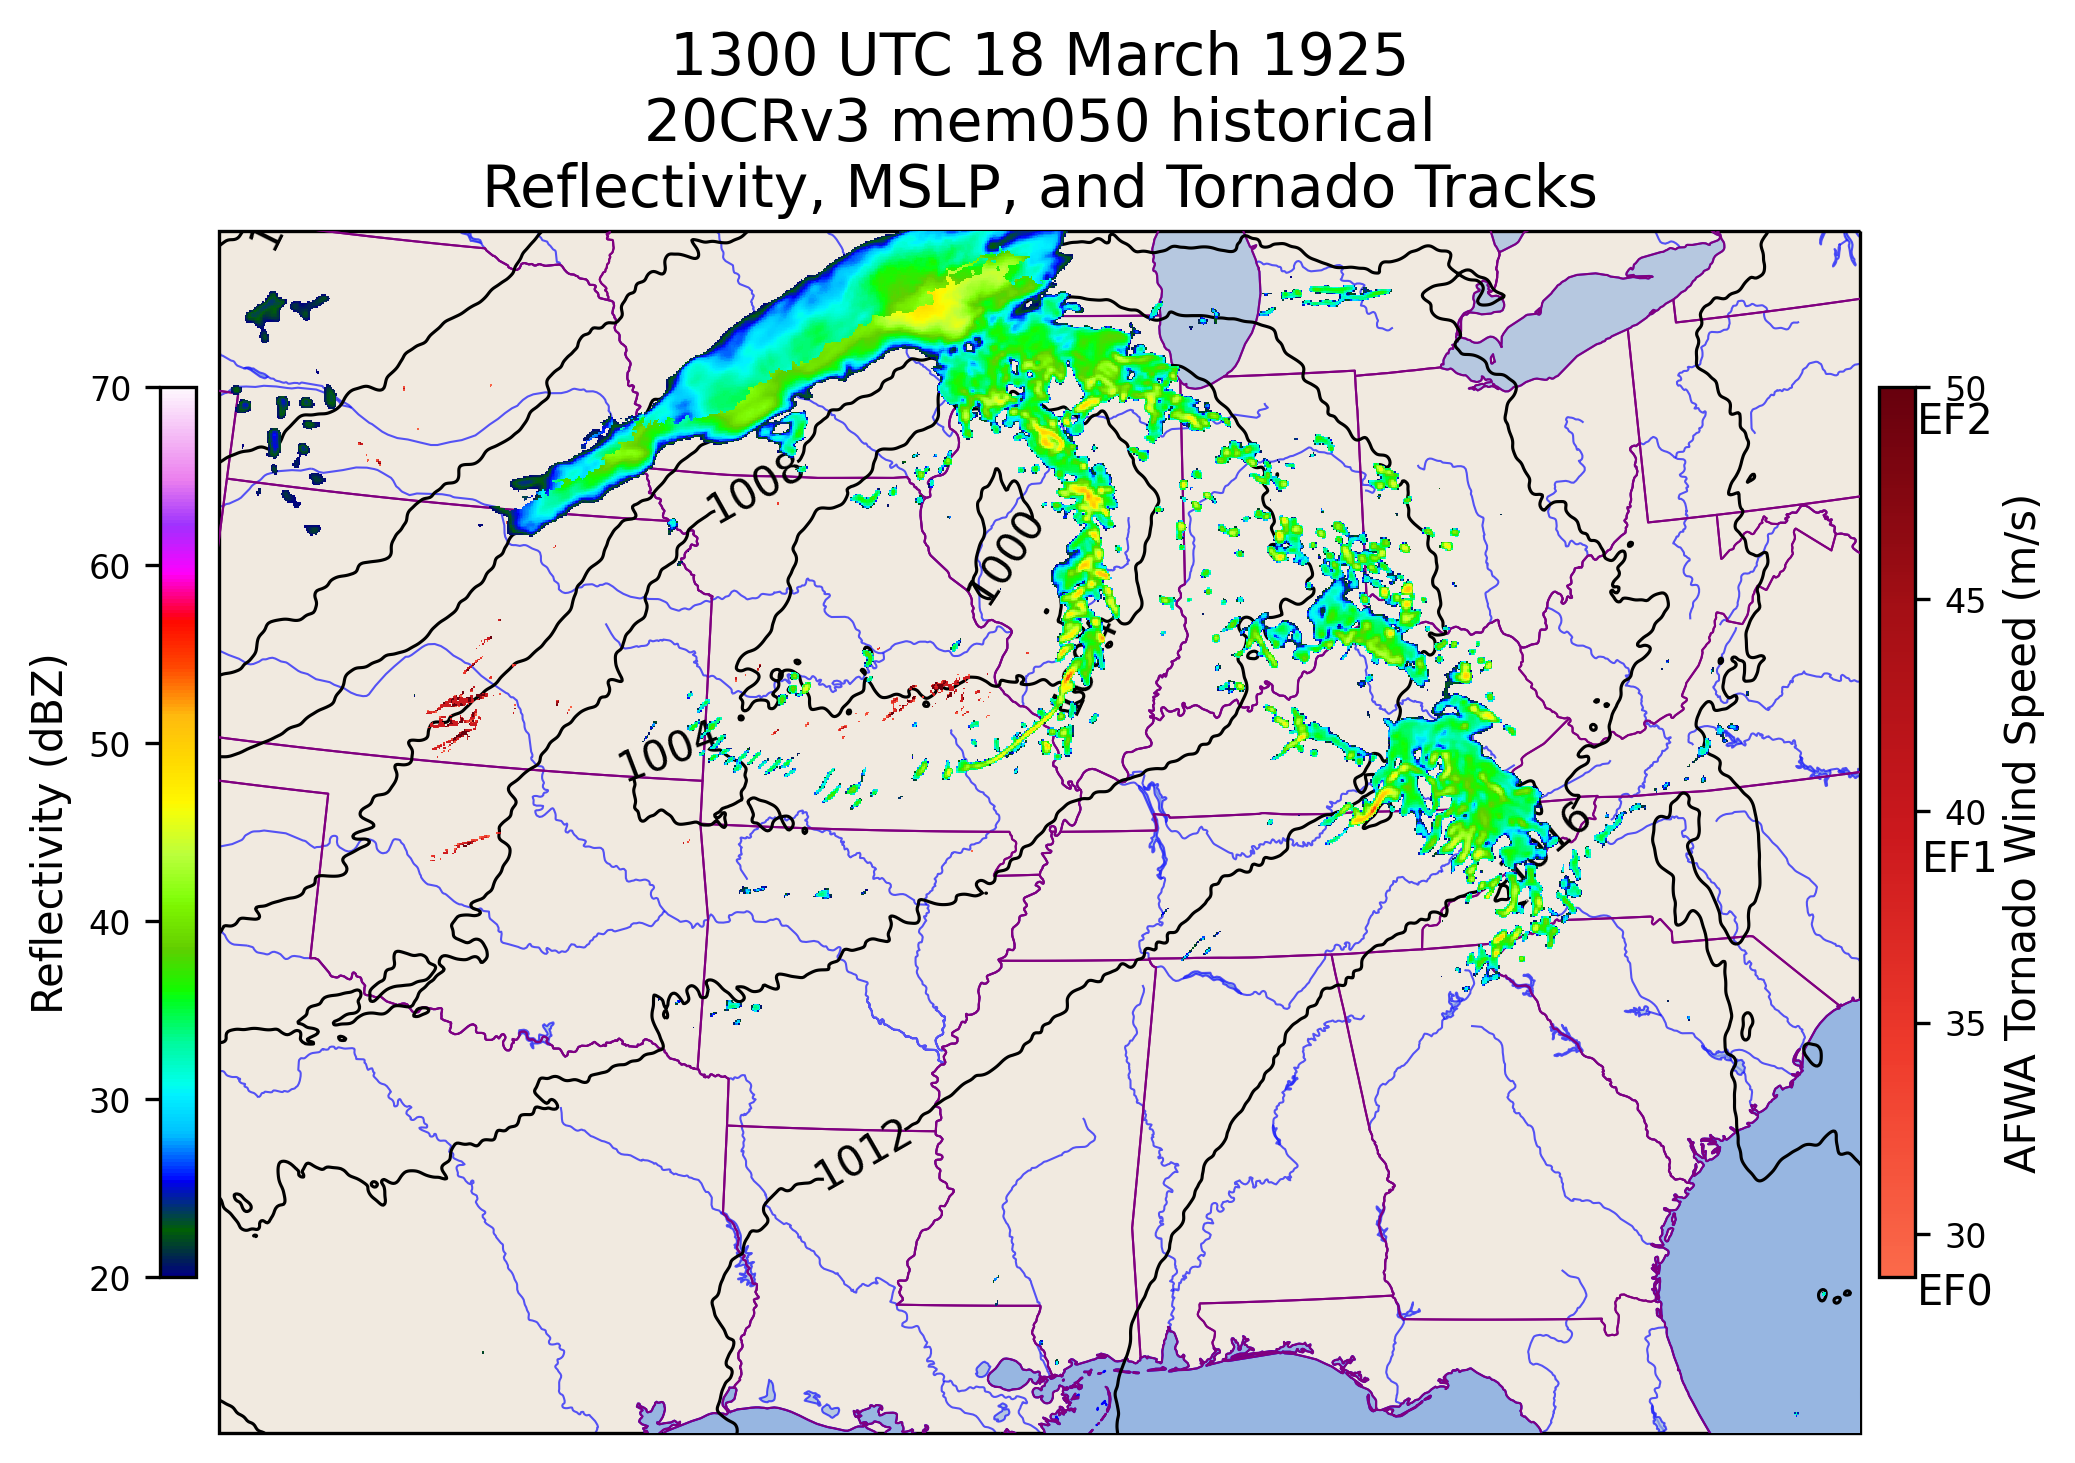 1300 UTC 18 March 1925
20CRv3 mem050 historical
Reflectivity, MSLP, and Tornado Tracks
70
60
50
40
30
20
Reflectivity (dBZ)
1008
1000
1004
1012
50
EF2
45
40
EF1
35
30
EF0
AFWA Tornado Wind Speed (m/s)